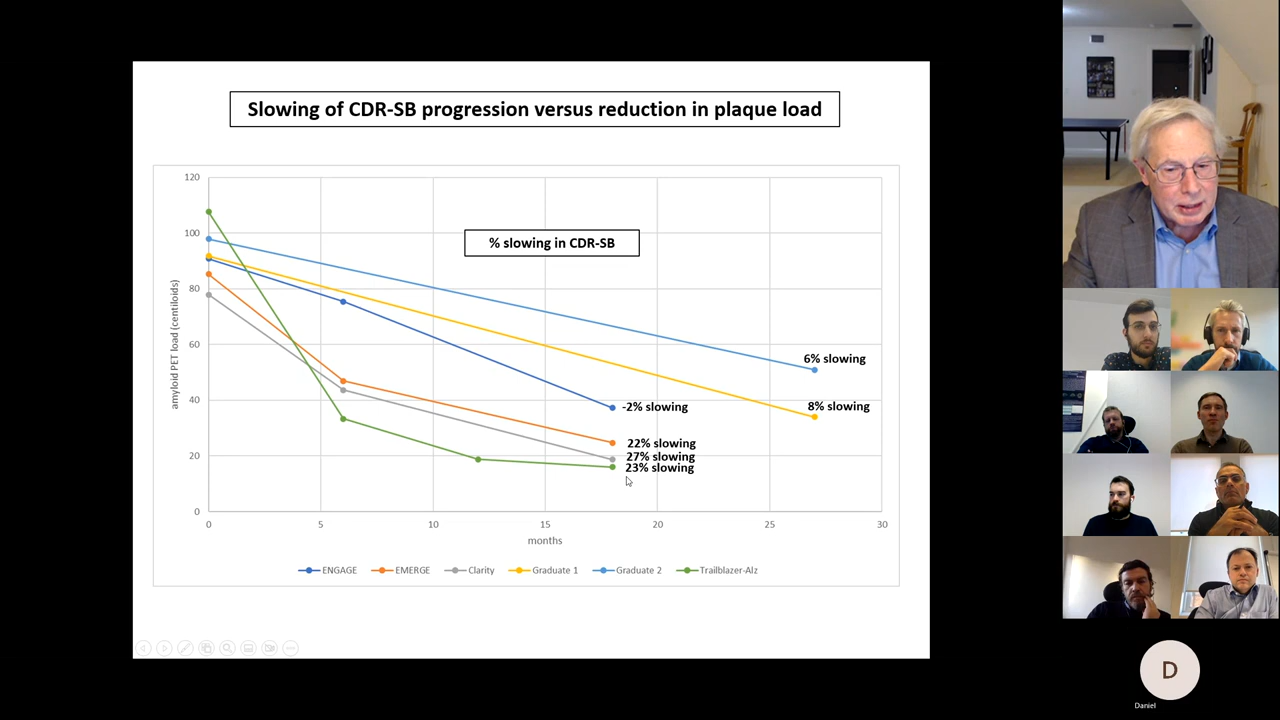 Slowing of CDR-SB progression versus reduction in plaque load
% slowing in CDR-SB
amyloid PET load (centiloids)
120
100
80
60
40
20
0
6% slowing
8% slowing
-2% slowing
22% slowing
27% slowing
23% slowing
0 5 10 15 20 25 30
months
ENGAGE EMERGE Clarity Graduate 1 Graduate 2 Trailblazer-Alz
D
Daniel